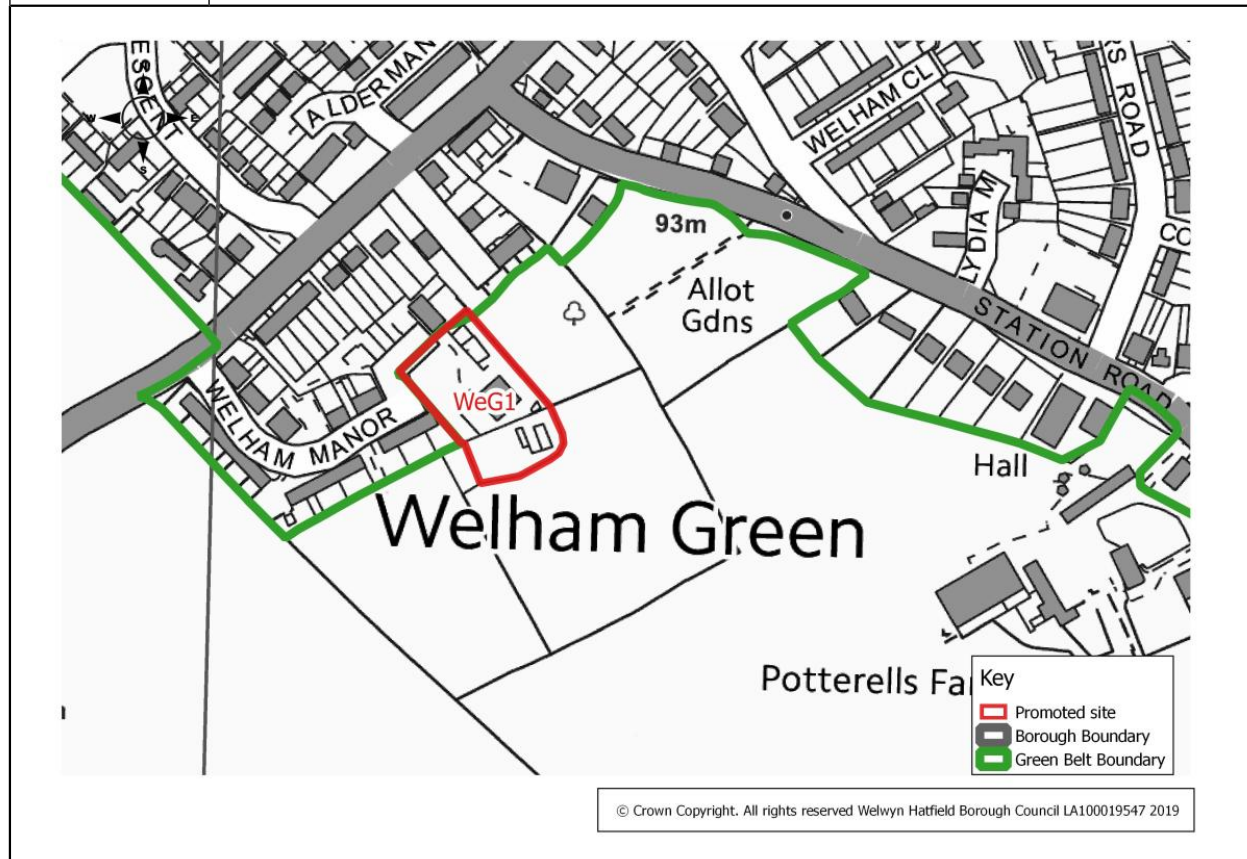 ALDERMAN
WELHAM CL
ROAD
93m
Allot
Gdns
LYDIA MI
STATION ROAD
WeG1
WELHAM MANOR
Hall
Welham Green
Potterells Fa
Key
Promoted site
Borough Boundary
Green Belt Boundary
© Crown Copyright. All rights reserved Welwyn Hatfield Borough Council LA100019547 2019